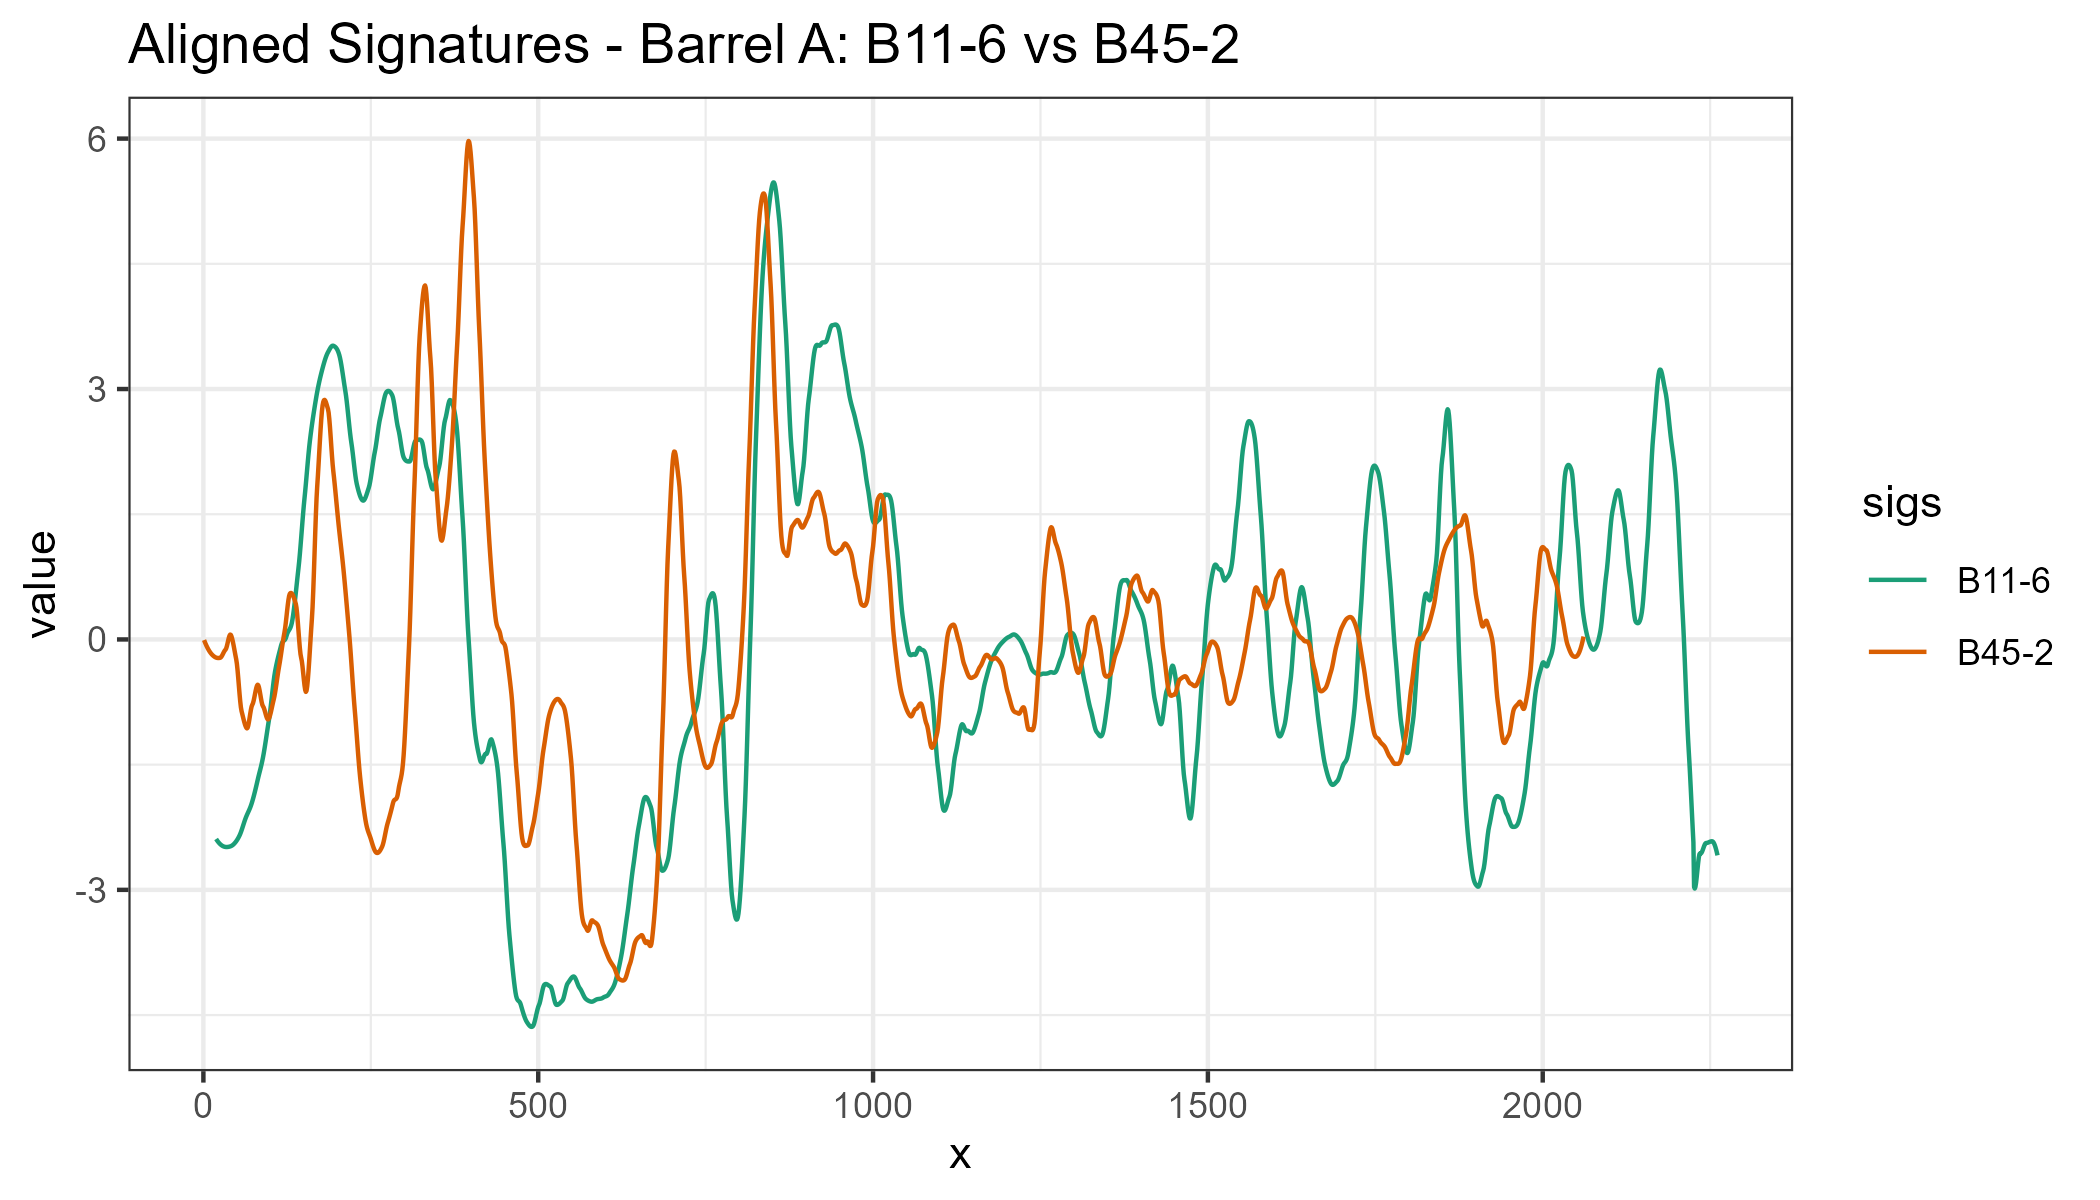 Aligned Signatures - Barrel A: B11-6 vs B45-2
value
6
3
0
-3
0 500 1000 1500 2000
x
sigs
B11-6
B45-2